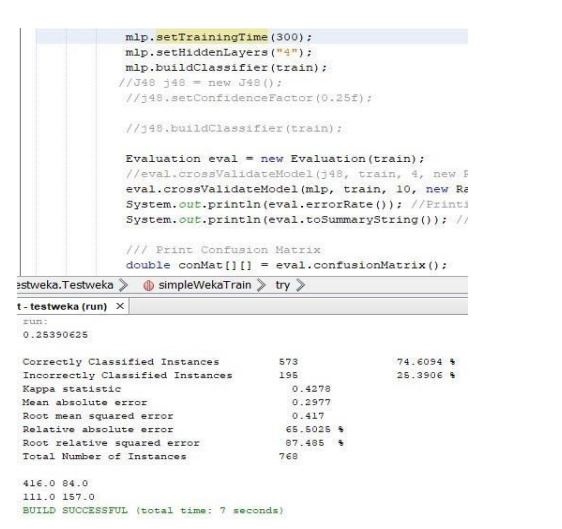 mlp.setTrainingTime(300);
mlp.setHiddenLayers("4");
mlp.buildClassifier(train);
//J48 j48 = new J48();
//j48.setConfidenceFactor(0.25f);
//j48.buildClassifier(train);
Evaluation eval = new Evaluation(train);
//eval.crossValidateModel(j48, train, 4, new R
eval.crossValidateModel(mlp, train, 10, new Ra
System.out.println(eval.errorRate()); //Printi
System.out.println(eval.toSummaryString()); //
/// Print Confusion Matrix
double conMat[][] = eval.confusionMatrix();
estweka.Testweka > simpleWekaTrain > try >
t - testweka (run) ×
run:
0.25390625
Correctly Classified Instances 573 74.6094 %
Incorrectly Classified Instances 195 25.3906 %
Kappa statistic 0.4278
Mean absolute error 0.2977
Root mean squared error 0.417
Relative absolute error 65.5025 %
Root relative squared error 87.485 %
Total Number of Instances 768
416.0 84.0
111.0 157.0
BUILD SUCCESSFUL (total time: 7 seconds)